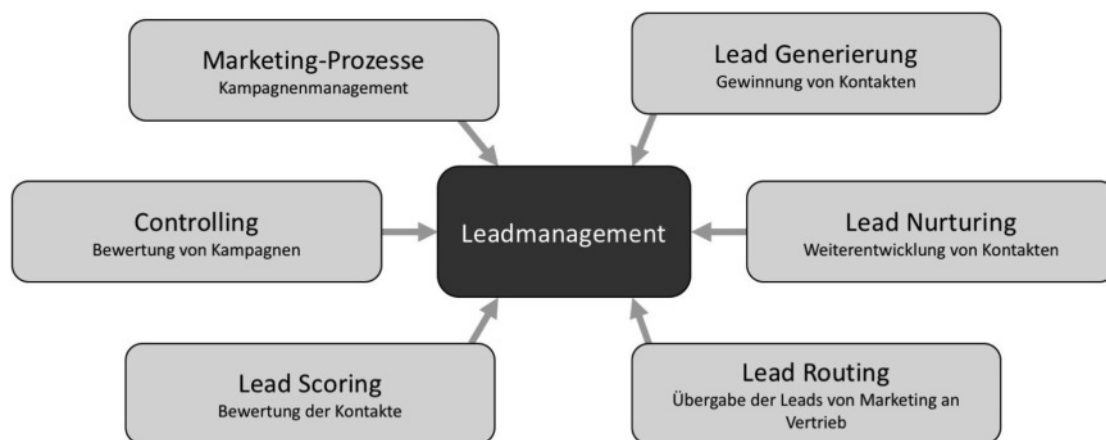 Marketing-Prozesse
Kampagnenmanagement
Lead Generierung
Gewinnung von Kontakten
Controlling
Bewertung von Kampagnen
Leadmanagement
Lead Nurturing
Weiterentwicklung von Kontakten
Lead Scoring
Bewertung der Kontakte
Lead Routing
Übergabe der Leads von Marketing an
Vertrieb